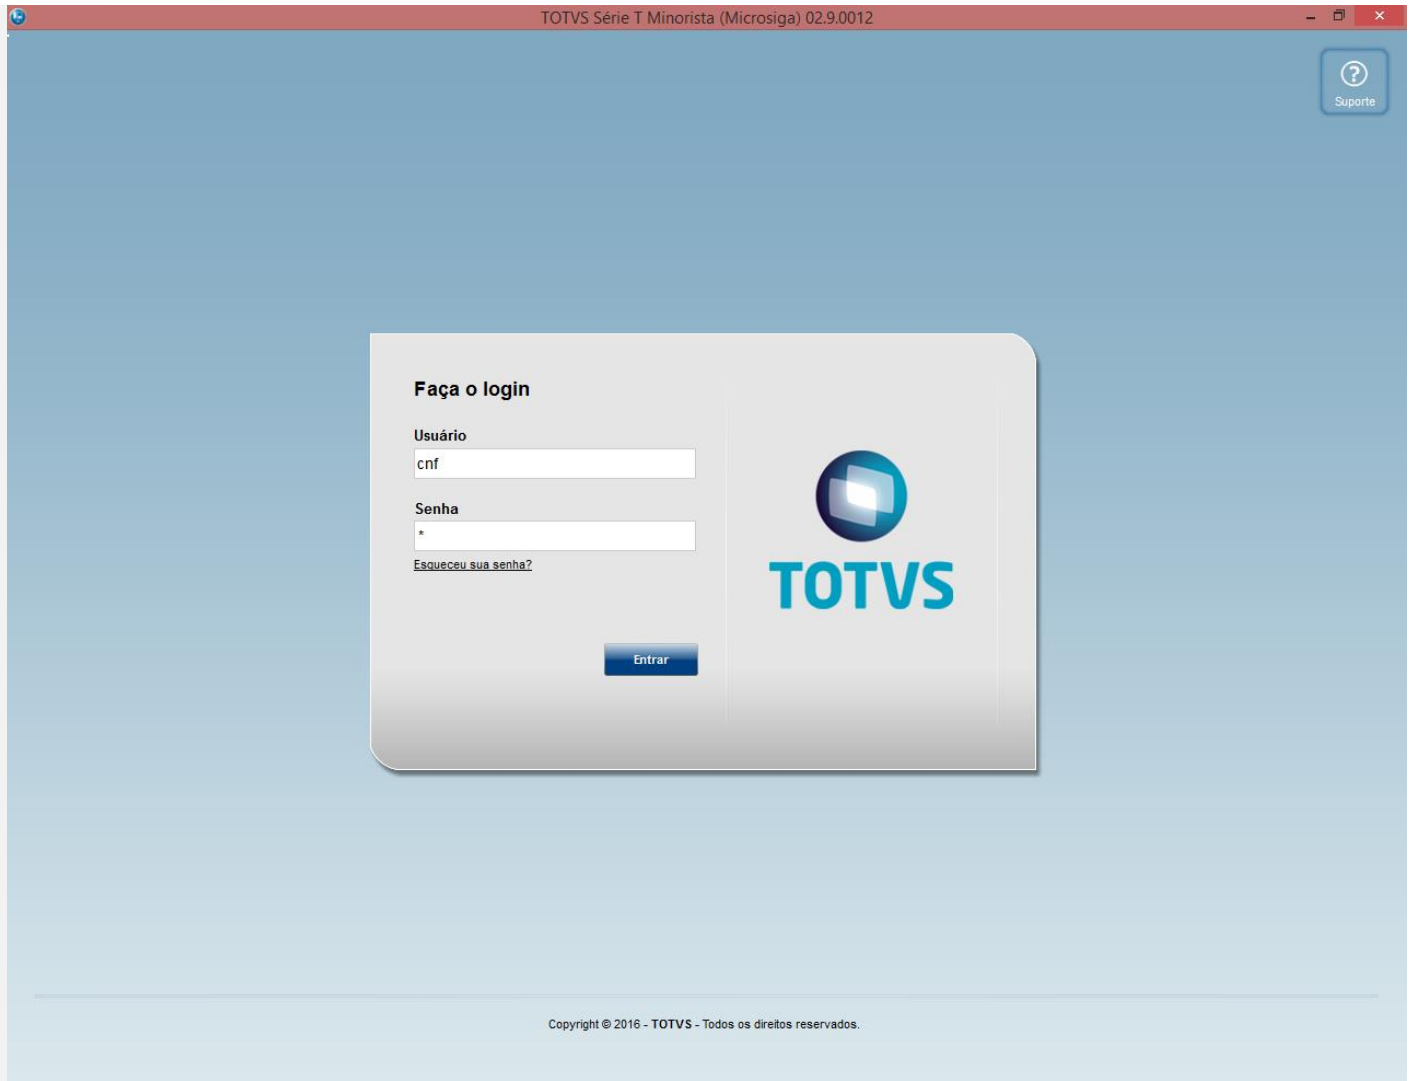 TOTVS Série T Minorista (Microsiga) 02.9.0012
Suporte
Faça o login
Usuário
cnf
Senha
*
Esqueceu sua senha?
TOTVS
Entrar
Copyright © 2016 - TOTVS - Todos os direitos reservados.